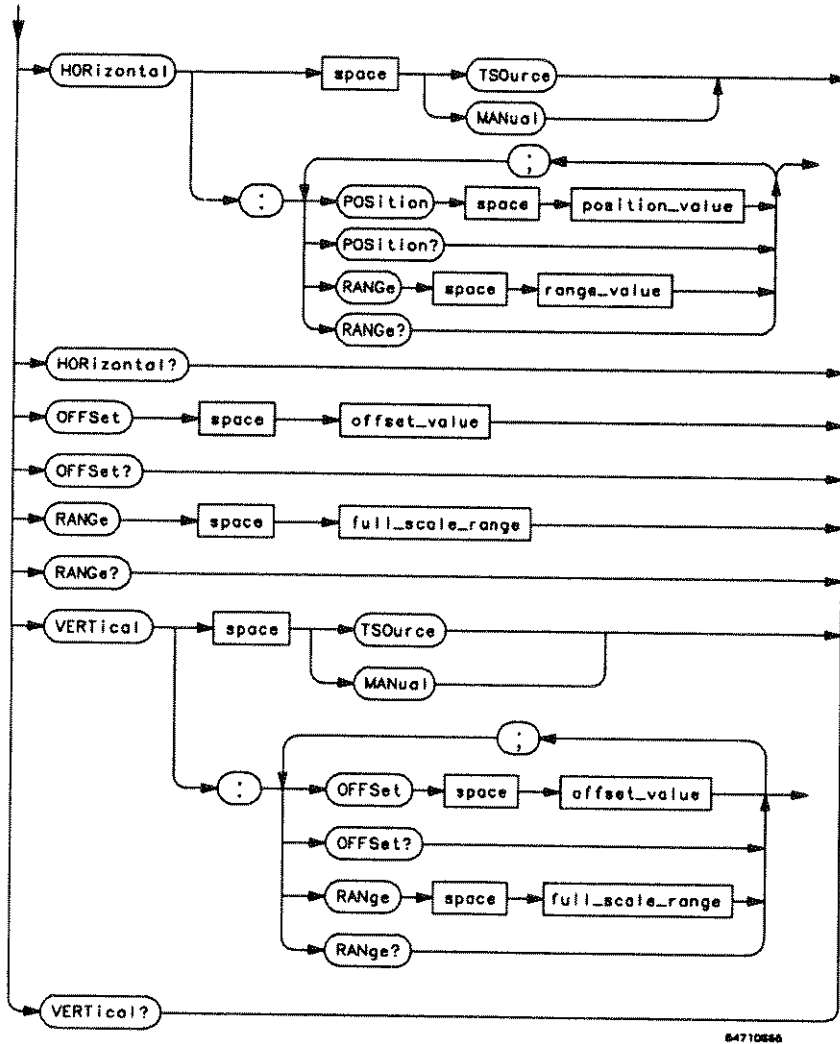 HORizontal space TSOurce
MANual
;
: POSition space position_value
POSition?
RANGe space range_value
RANGe?
HORizontal?
OFFSet space offset_value
OFFSet?
RANGe space full_scale_range
RANGe?
VERTical space TSOurce
MANual
;
: OFFSet space offset_value
OFFSet?
RANge space full_scale_range
RANge?
VERTical?